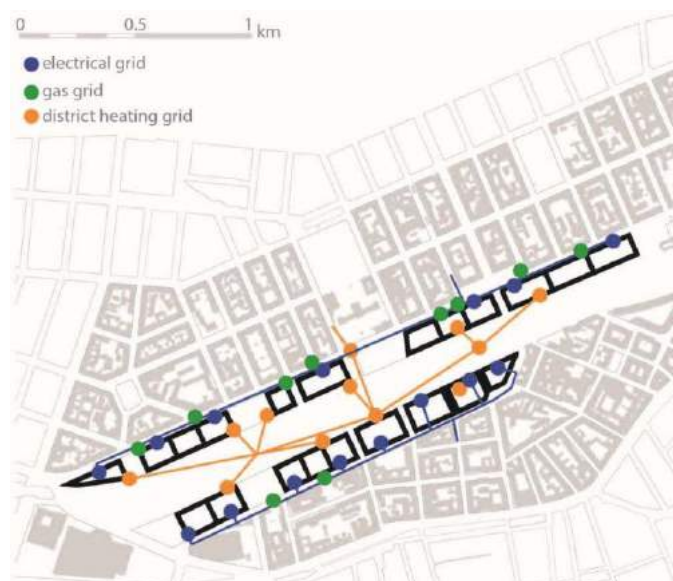 0 0.5 1
km
electrical grid
gas grid
district heating grid